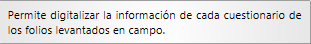 Permite digitalizar la información de cada cuestionario de
los folios levantados en campo.